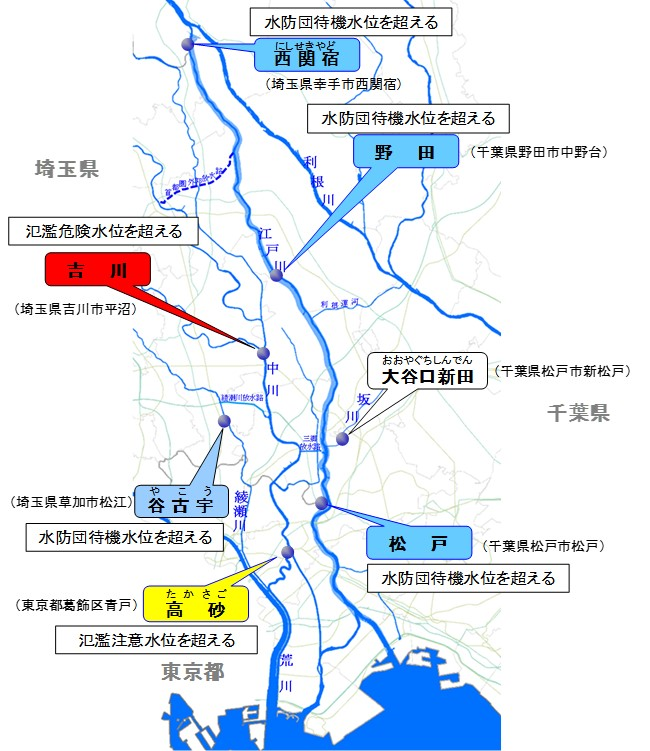 水防団待機水位を超える
にしせきやど
西関宿
(埼玉県幸手市西関宿)
水防団待機水位を超える
野田
(千葉県野田市中野台)
利根川
埼玉県
首都圏外郭放水路
氾濫危険水位を超える
江戸川
吉川
(埼玉県吉川市平沼)
利根運河
中川
おおやぐちしんでん
大谷口新田
(千葉県松戸市新松戸)
綾瀬川放水路
坂川
千葉県
三郷放水路
やこう
谷古宇
(埼玉県草加市松江)
綾瀬川
水防団待機水位を超える
松戸
(千葉県松戸市松戸)
水防団待機水位を超える
たかさご
高砂
(東京都葛飾区青戸)
氾濫注意水位を超える
荒川
東京都